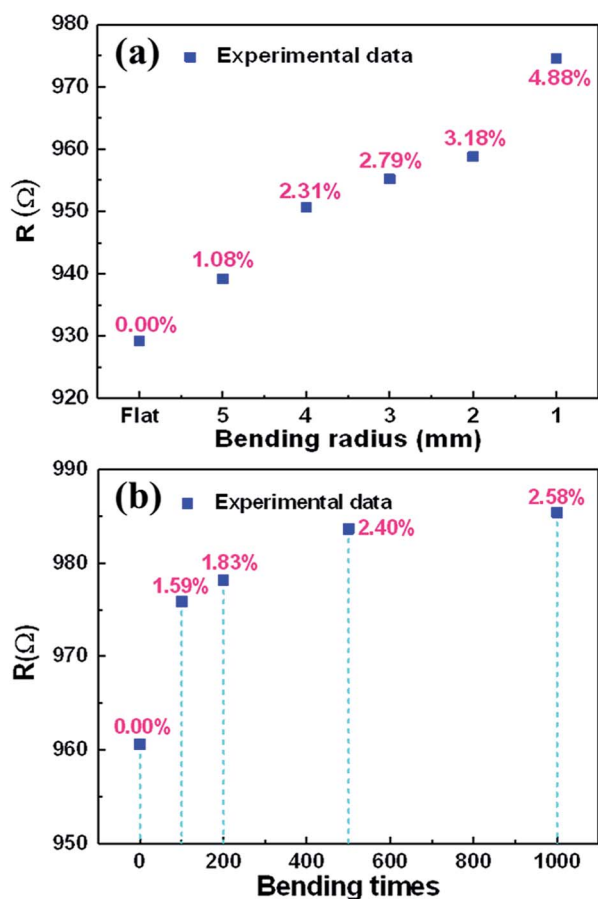 980
(a)
Experimental data
970
4.88%
960
3.18%
2.79%
R (Ω)
950
2.31%
940
1.08%
930
0.00%
920
Flat 5 4 3 2 1
Bending radius (mm)
990
(b)
Experimental data
2.58%
2.40%
980
1.83%
1.59%
R(Ω)
970
0.00%
960
950
0 200 400 600 800 1000
Bending times